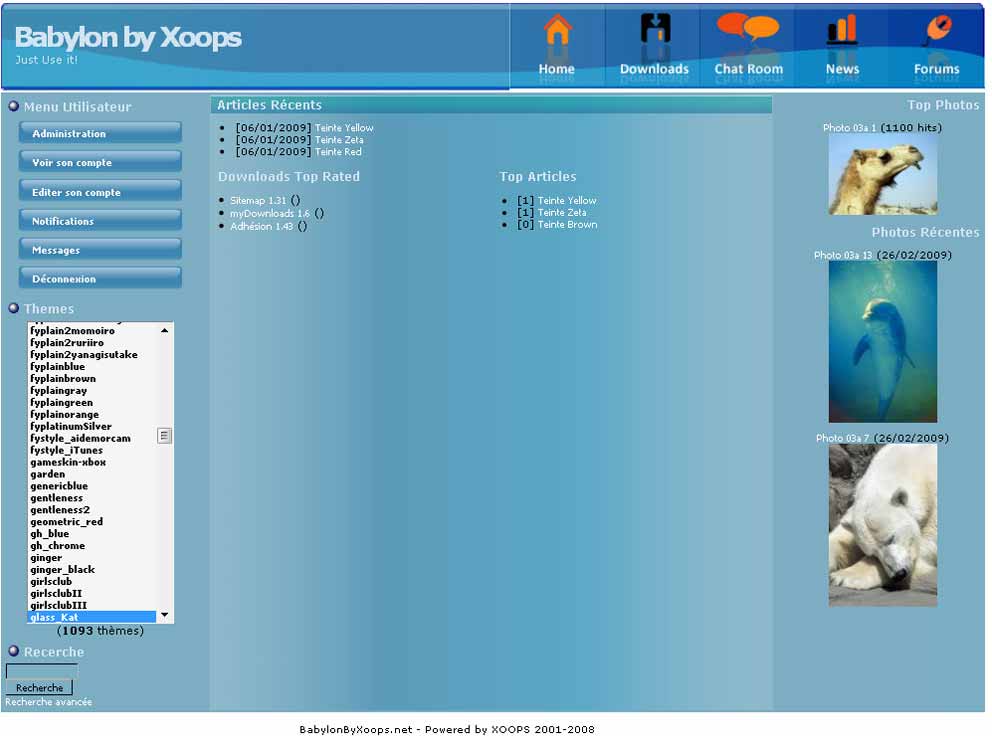 Babylon by Xoops
Just Use it!
Home
Downloads
Chat Room
News
Forums
Menu Utilisateur
Administration
Voir son compte
Editer son compte
Notifications
Messages
Déconnexion
Themes
fyplain2momoiro
fyplain2ruriiro
fyplain2yanagisutake
fyplainblue
fyplainbrown
fyplaingray
fyplaingreen
fyplainorange
fyplatinumSilver
fystyle_aidemorcam
fystyle_iTunes
gameskin-xbox
garden
genericblue
gentleness
gentleness2
geometric_red
gh_blue
gh_chrome
ginger
ginger_black
girlsclub
girlsclubII
girlsclubIII
glass_Kat
(1093 thèmes)
Recerche
Recherche
Recherche avancée
Articles Récents
[06/01/2009] Teinte Yellow
[06/01/2009] Teinte Zeta
[06/01/2009] Teinte Red
Downloads Top Rated
Sitemap 1.31 ()
myDownloads 1.6 ()
Adhésion 1.43 ()
Top Articles
[1] Teinte Yellow
[1] Teinte Zeta
[0] Teinte Brown
Top Photos
Photo 03a 1 (1100 hits)
Photos Récentes
Photo 03a 13 (26/02/2009)
Photo 03a 7 (26/02/2009)
BabylonByXoops.net - Powered by XOOPS 2001-2008